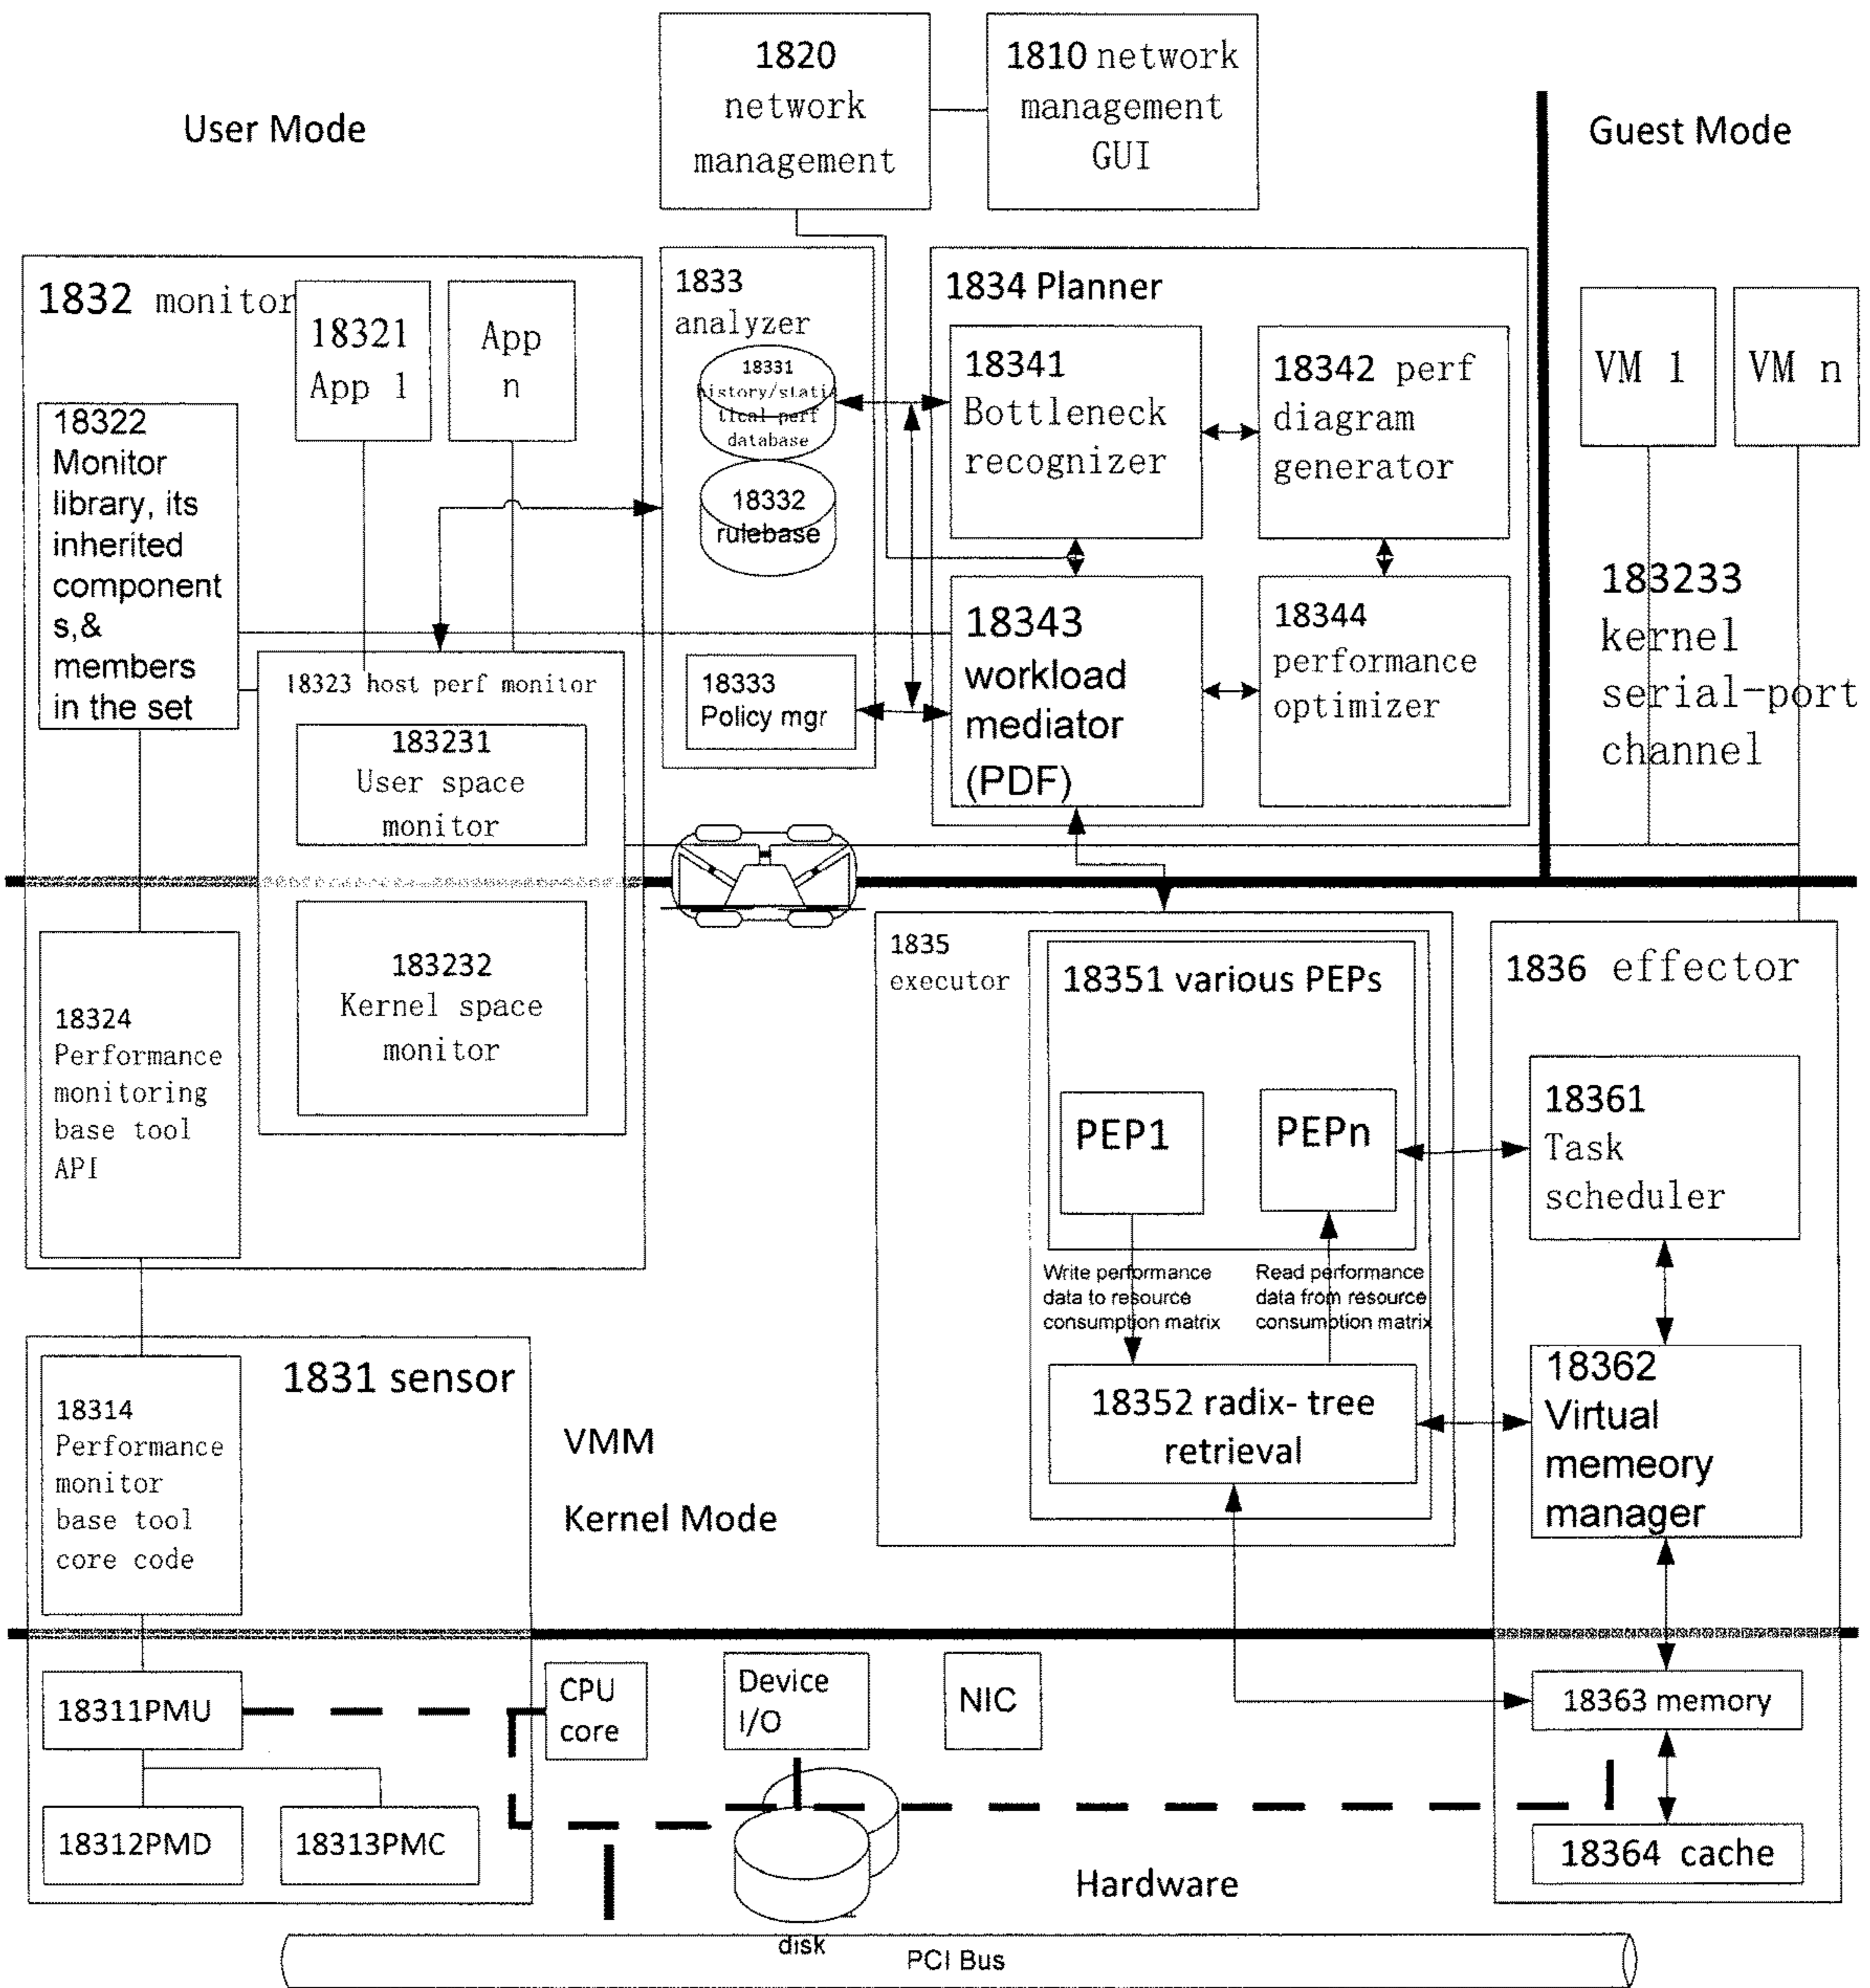 1820
network
management
1810 network
management
GUI
User Mode
Guest Mode
1832 monitor
18321
App 1
App
n
18322
Monitor
library, its
inherited
component
s,&
members
in the set
18323 host perf monitor
183231
User space
monitor
183232
Kernel space
monitor
18324
Performance
monitoring
base tool
API
1833
analyzer
18331
history/statis
tical perf
database
18332
rulebase
18333
Policy mgr
1834 Planner
18341
Bottleneck
recognizer
18342 perf
diagram
generator
18343
workload
mediator
(PDF)
18344
performance
optimizer
VM 1
VM n
183233
kernel
serial-port
channel
1835
executor
18351 various PEPs
PEP1
PEPn
Write performance
data to resource
consumption matrix
Read performance
data from resource
consumption matrix
18352 radix- tree
retrieval
1836 effector
18361
Task
scheduler
18362
Virtual
memeory
manager
18363 memory
18364 cache
1831 sensor
18314
Performance
monitor
base tool
core code
18311PMU
18312PMD
18313PMC
VMM
Kernel Mode
CPU
core
Device
I/O
NIC
Hardware
disk
PCI Bus